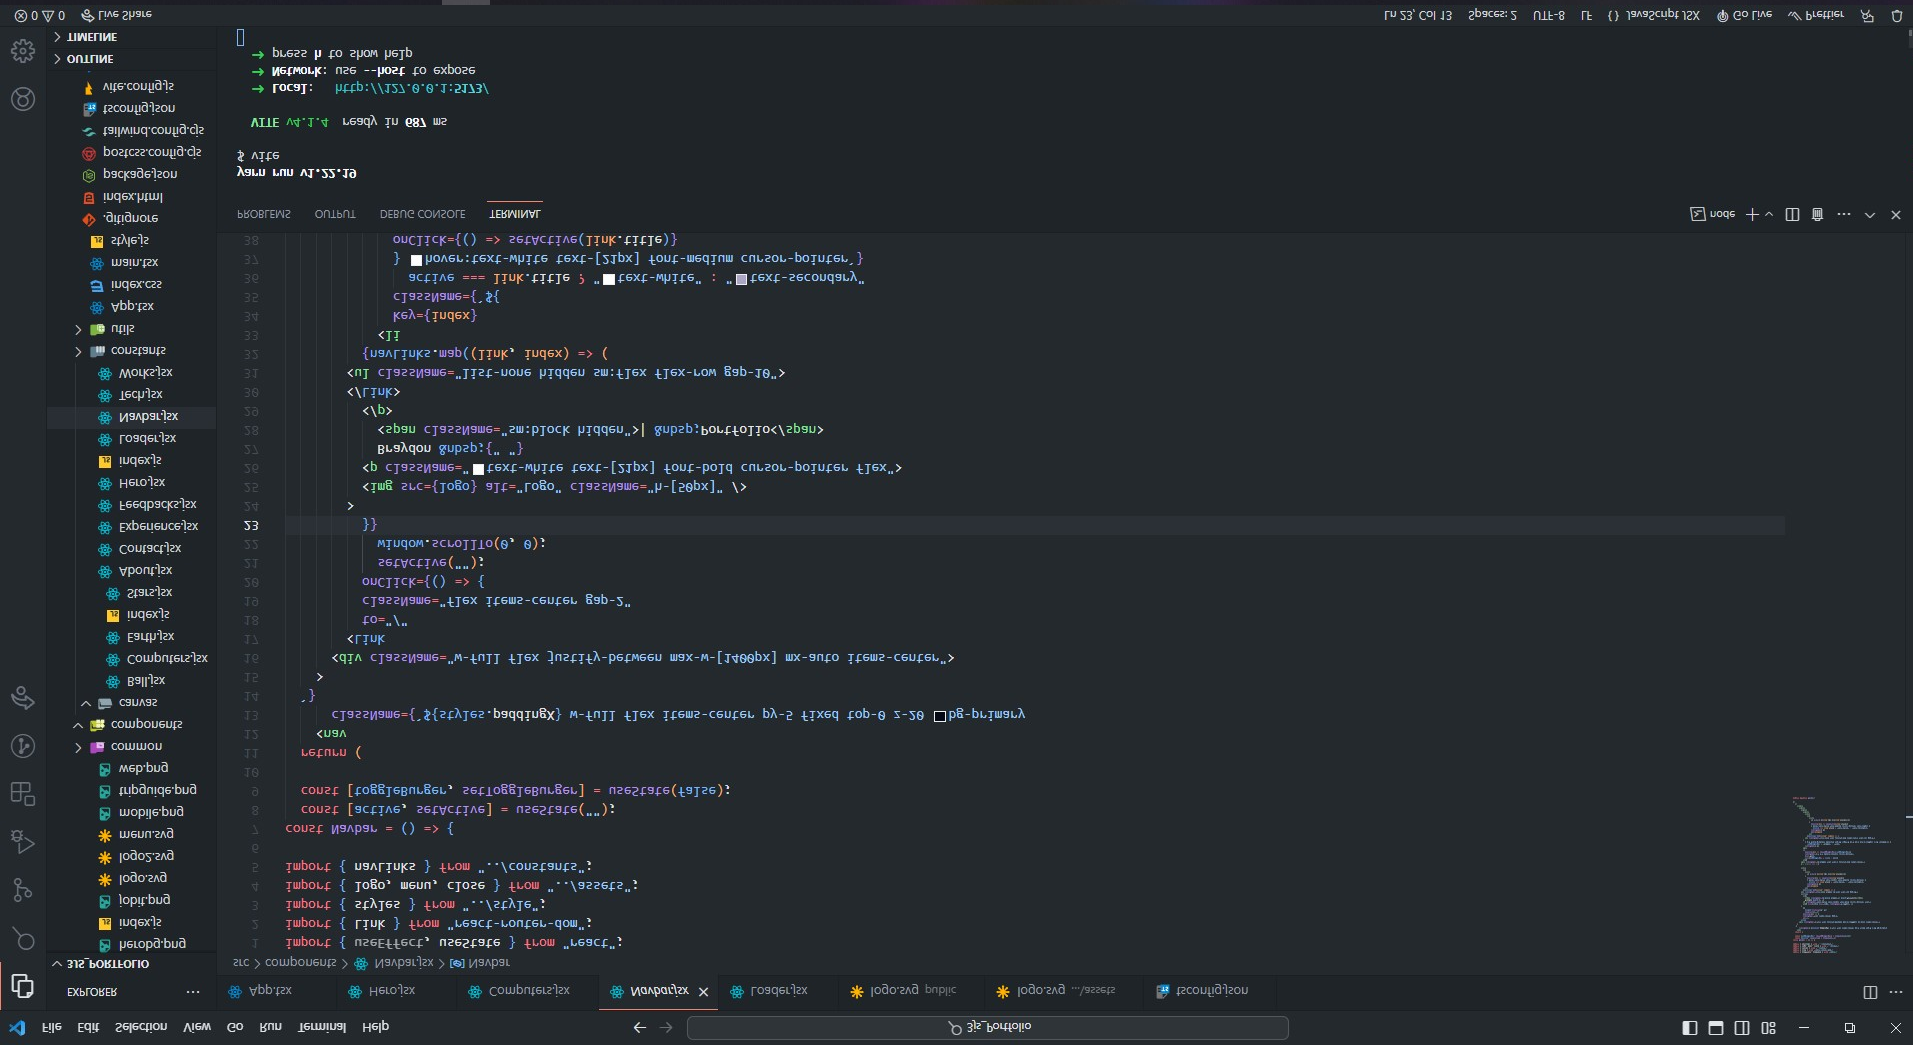 File Edit Selection View Go Run Terminal Help
3js_Portfolio
EXPLORER
3JS_PORTFOLIO
herobg.png
index.js
jobit.png
logo.svg
logo2.svg
menu.svg
mobile.png
tripguide.png
web.png
common
components
canvas
Ball.jsx
Computers.jsx
Earth.jsx
index.js
Stars.jsx
About.jsx
Contact.jsx
Experience.jsx
Feedbacks.jsx
Hero.jsx
index.js
Loader.jsx
Navbar.jsx
Tech.jsx
Works.jsx
constants
utils
App.tsx
index.css
main.tsx
style.js
.gitignore
index.html
package.json
postcss.config.cjs
tailwind.config.cjs
tsconfig.json
vite.config.js
OUTLINE
TIMELINE
App.tsx Hero.jsx Computers.jsx Navbar.jsx Loader.jsx logo.svg public logo.svg ...\assets tsconfig.json
src > components > Navbar.jsx > Navbar
1 import { useEffect, useState } from "react";
2 import { Link } from "react-router-dom";
3 import { styles } from "../style";
4 import { logo, menu, close } from "../assets";
5 import { navLinks } from "../constants";
6
7 const Navbar = () => {
8 const [active, setActive] = useState("");
9 const [toggleBurger, setToggleBurger] = useState(false);
10
11 return (
12 <nav
13 className={`${styles.paddingX} w-full flex items-center py-5 fixed top-0 z-20 bg-primary
14 `}
15 >
16 <div className="w-full flex justify-between max-w-[1400px] mx-auto items-center">
17 <Link
18 to="/"
19 className="flex items-center gap-2"
20 onClick={() => {
21 setActive("");
22 window.scrollTo(0, 0);
23 }}
24 >
25 <img src={logo} alt="Logo" className="h-[50px]" />
26 <p className="text-white text-[21px] font-bold cursor-pointer flex">
27 Braydon &nbsp;{" "}
28 <span className="sm:block hidden">| &nbsp;Portfolio</span>
29 </p>
30 </Link>
31 <ul className="list-none hidden sm:flex flex-row gap-10">
32 {navLinks.map((link, index) => (
33 <li
34 key={index}
35 className={`${
36 active === link.title ? "text-white" : "text-secondary"
37 } hover:text-white text-[21px] font-medium cursor-pointer`}
38 onClick={() => setActive(link.title)}
PROBLEMS OUTPUT DEBUG CONSOLE TERMINAL
node
yarn run v1.22.19
$ vite
VITE v4.1.4 ready in 687 ms
➜ Local: http://127.0.0.1:5173/
➜ Network: use --host to expose
➜ press h to show help
0 0 Live Share
Ln 23, Col 13 Spaces: 2 UTF-8 LF {} JavaScript JSX Go Live Prettier